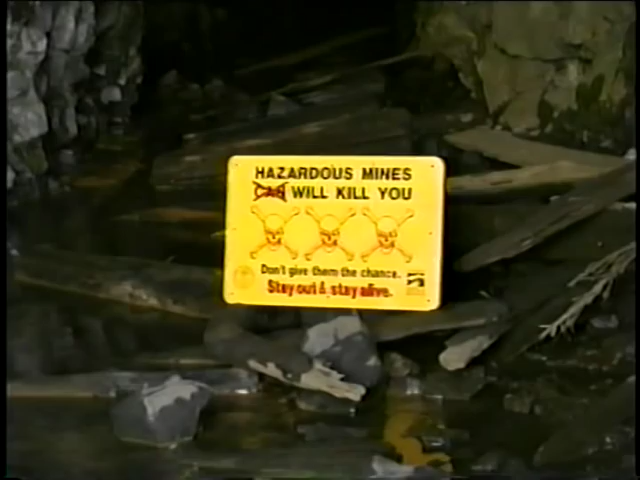 HAZARDOUS MINES
CAN WILL KILL YOU
Don't give them the chance.
Stay out & stay alive.